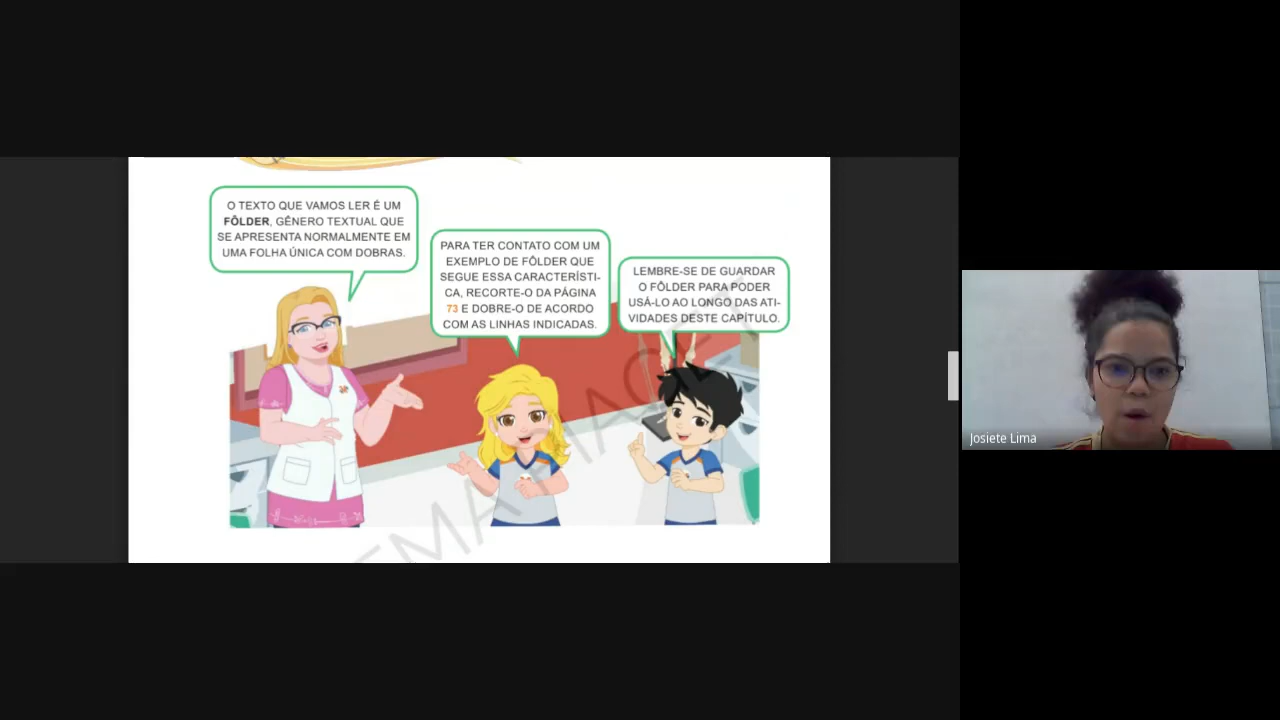 O TEXTO QUE VAMOS LER É UM
FÔLDER, GÊNERO TEXTUAL QUE
SE APRESENTA NORMALMENTE EM
UMA FOLHA ÚNICA COM DOBRAS.
PARA TER CONTATO COM UM
EXEMPLO DE FÔLDER QUE
SEGUE ESSA CARACTERÍSTI-
CA, RECORTE-O DA PÁGINA
73 E DOBRE-O DE ACORDO
COM AS LINHAS INDICADAS.
LEMBRE-SE DE GUARDAR
O FÔLDER PARA PODER
USÁ-LO AO LONGO DAS ATI-
VIDADES DESTE CAPÍTULO.
Josiete Lima